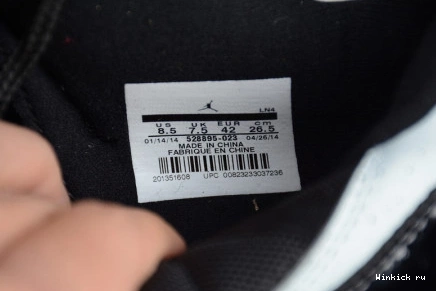 LN4
US UK EUR cm
8.5 7.5 42 26.5
01/14/14 528895-023 04/26/14
MADE IN CHINA
FABRIQUE EN CHINE
201351608 UPC 00823233037236
Winkick ru